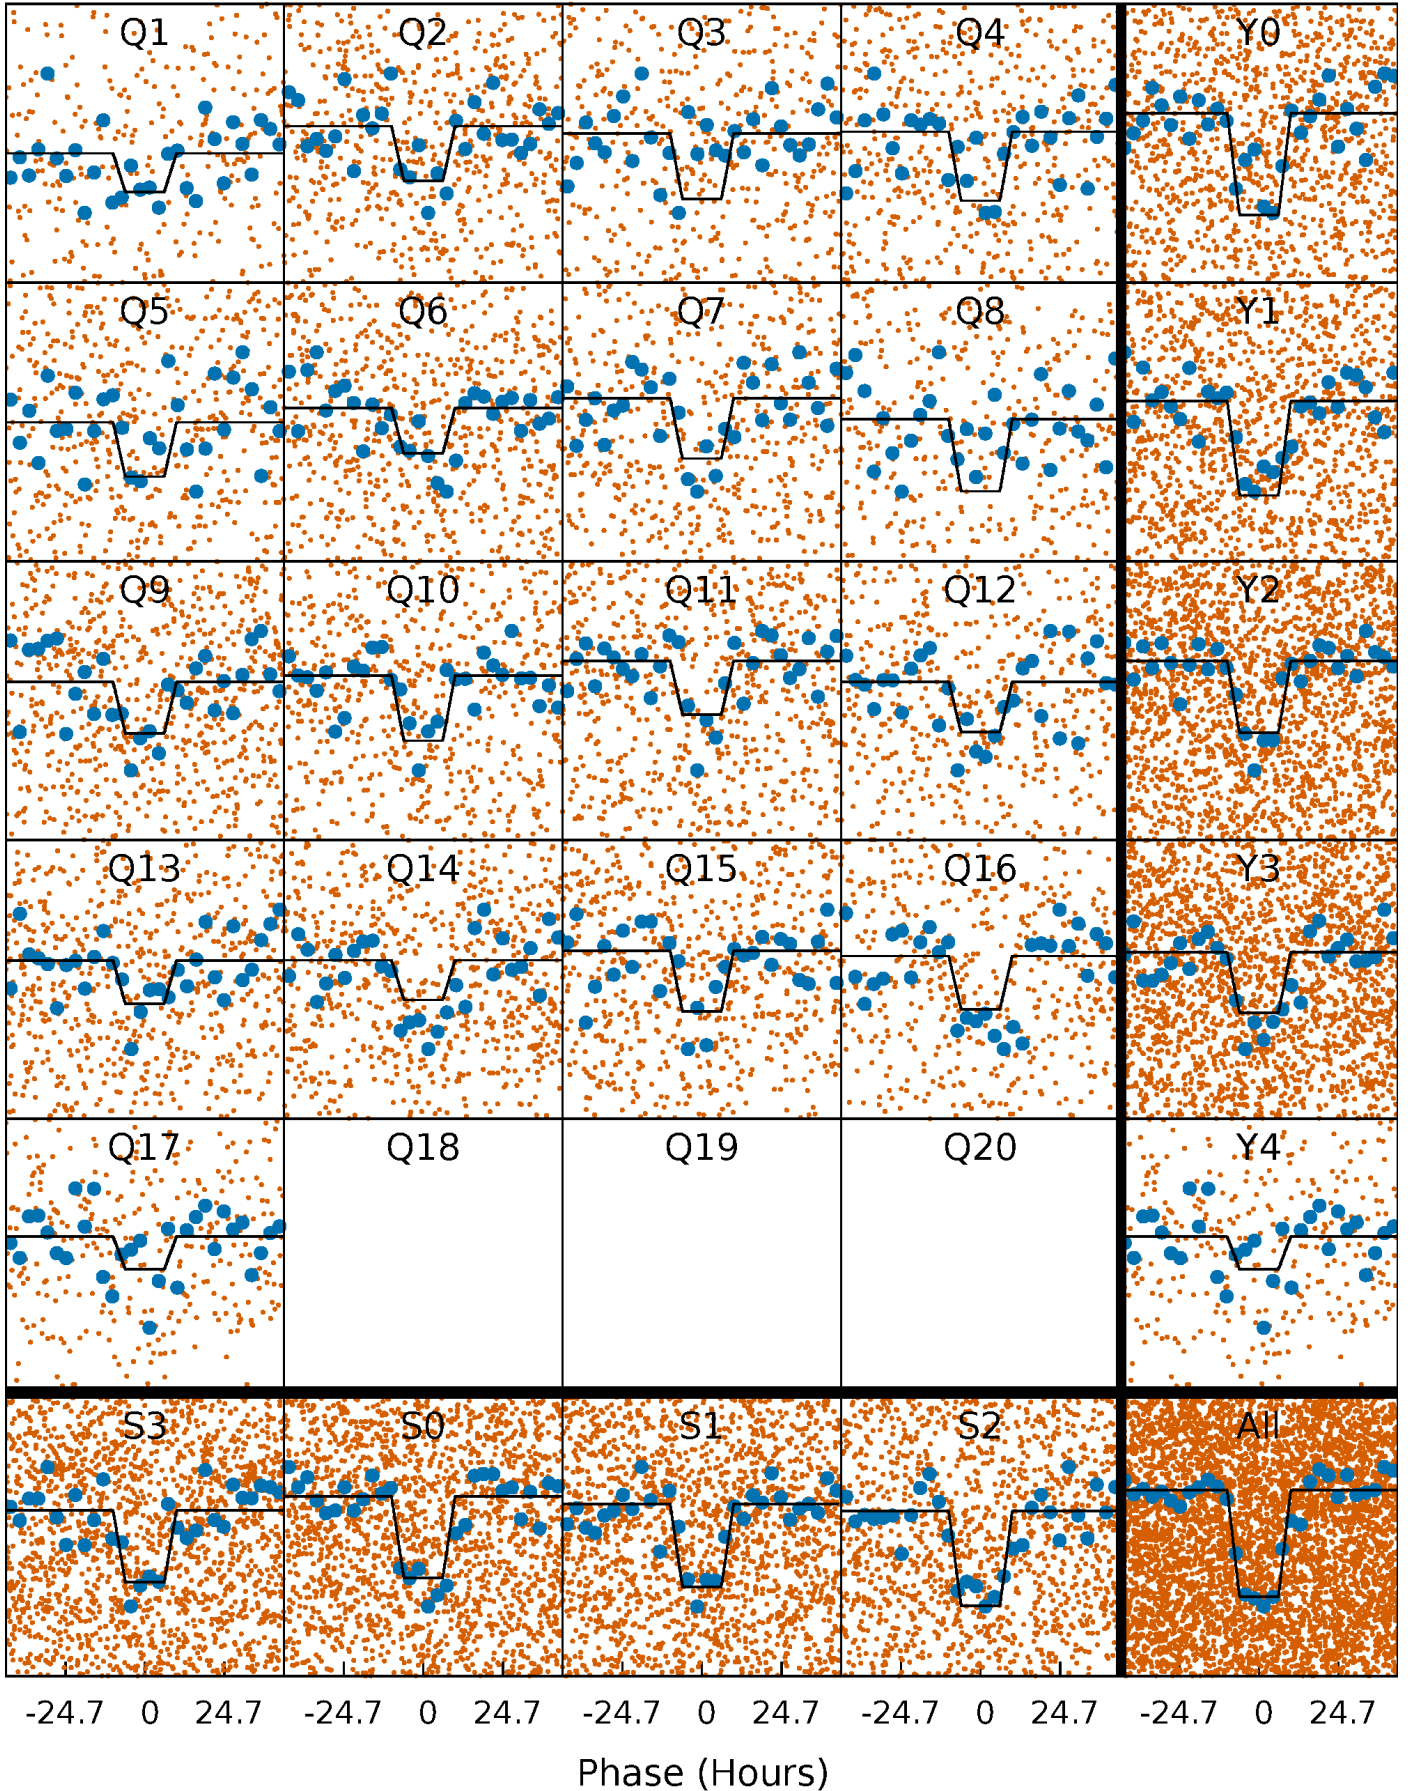 Q1 Q2 Q3 Q4 Y0
Q5 Q6 Q7 Q8 Y1
Q9 Q10 Q11 Q12 Y2
Q13 Q14 Q15 Q16 Y3
Q17 Q18 Q19 Q20 Y4
S3 S0 S1 S2 All
-24.7 0 24.7 -24.7 0 24.7 -24.7 0 24.7 -24.7 0 24.7 -24.7 0 24.7
Phase (Hours)